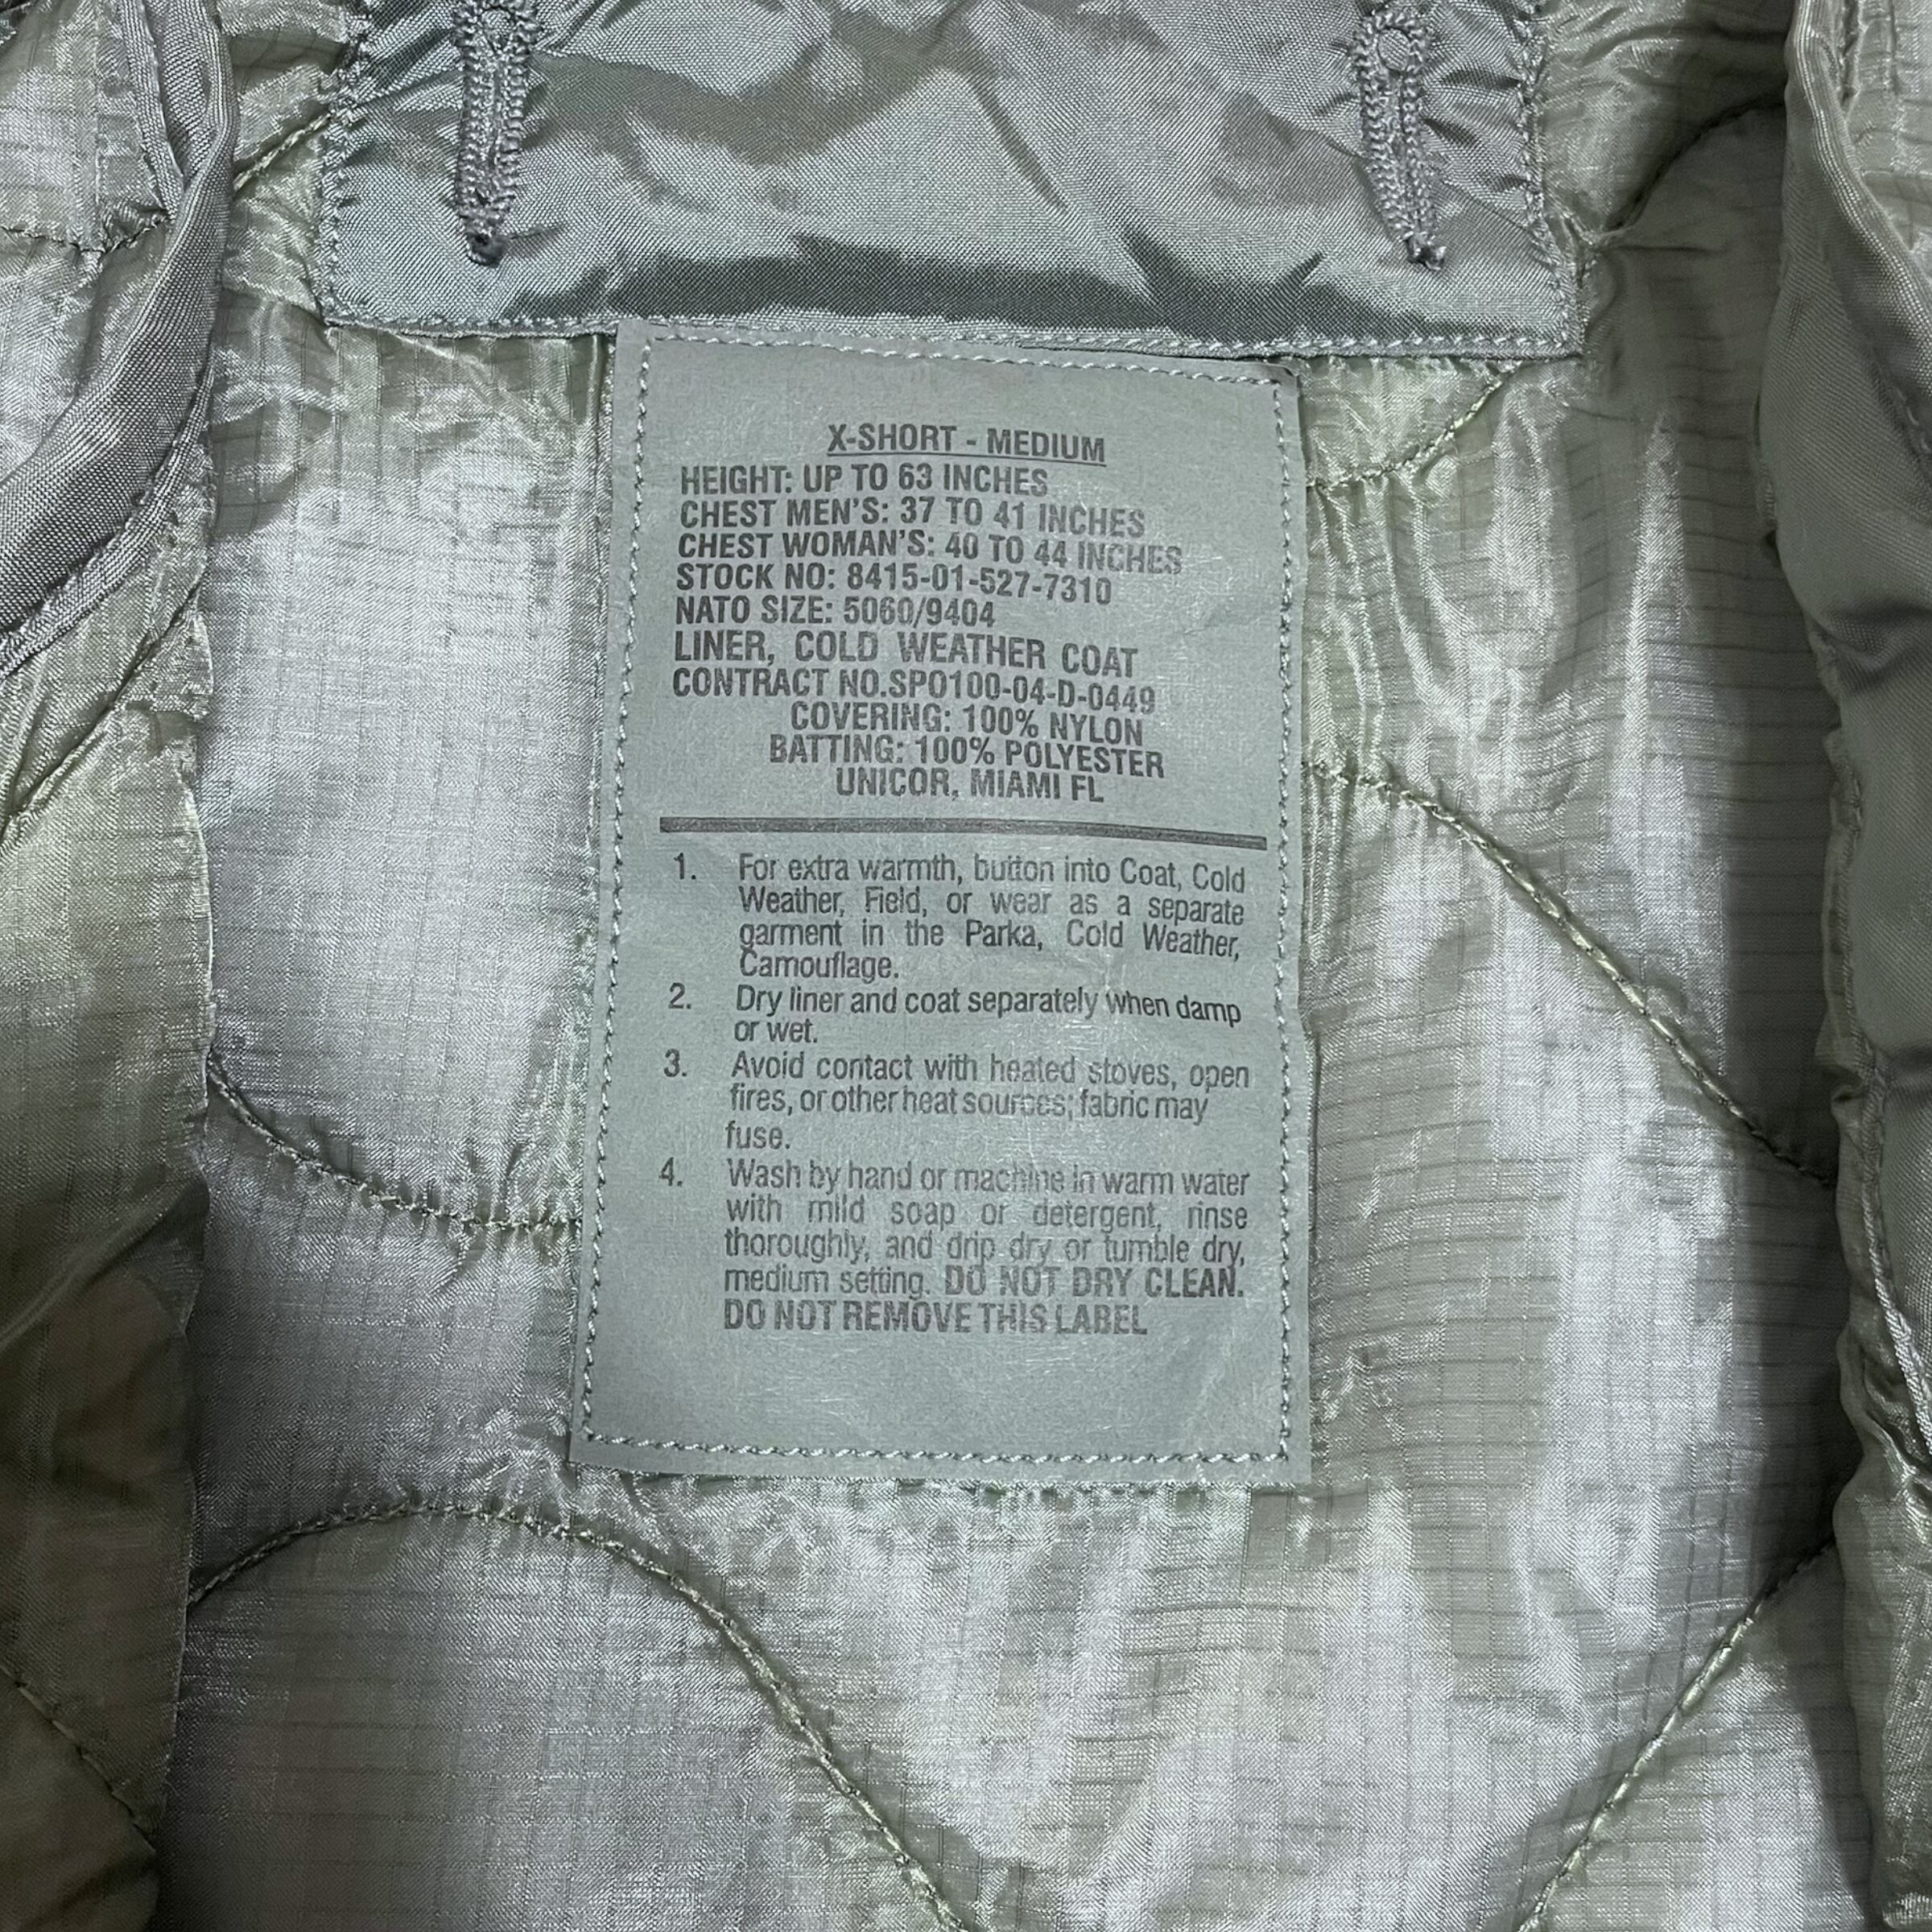 X-SHORT - MEDIUM
HEIGHT: UP TO 63 INCHES
CHEST MEN'S: 37 TO 41 INCHES
CHEST WOMAN'S: 40 TO 44 INCHES
STOCK NO: 8415-01-527-7310
NATO SIZE: 5060/9404
LINER, COLD WEATHER COAT
CONTRACT NO.SPO100-04-D-0449
COVERING: 100% NYLON
BATTING: 100% POLYESTER
UNICOR, MIAMI FL
1. For extra warmth, button into Coat, Cold
Weather, Field, or wear as a separate
garment in the Parka, Cold Weather,
Camouflage.
2. Dry liner and coat separately when damp
or wet.
3. Avoid contact with heated stoves, open
fires, or other heat sources; fabric may
fuse.
4. Wash by hand or machine in warm water
with mild soap or detergent, rinse
thoroughly, and drip dry or tumble dry,
medium setting. DO NOT DRY CLEAN.
DO NOT REMOVE THIS LABEL